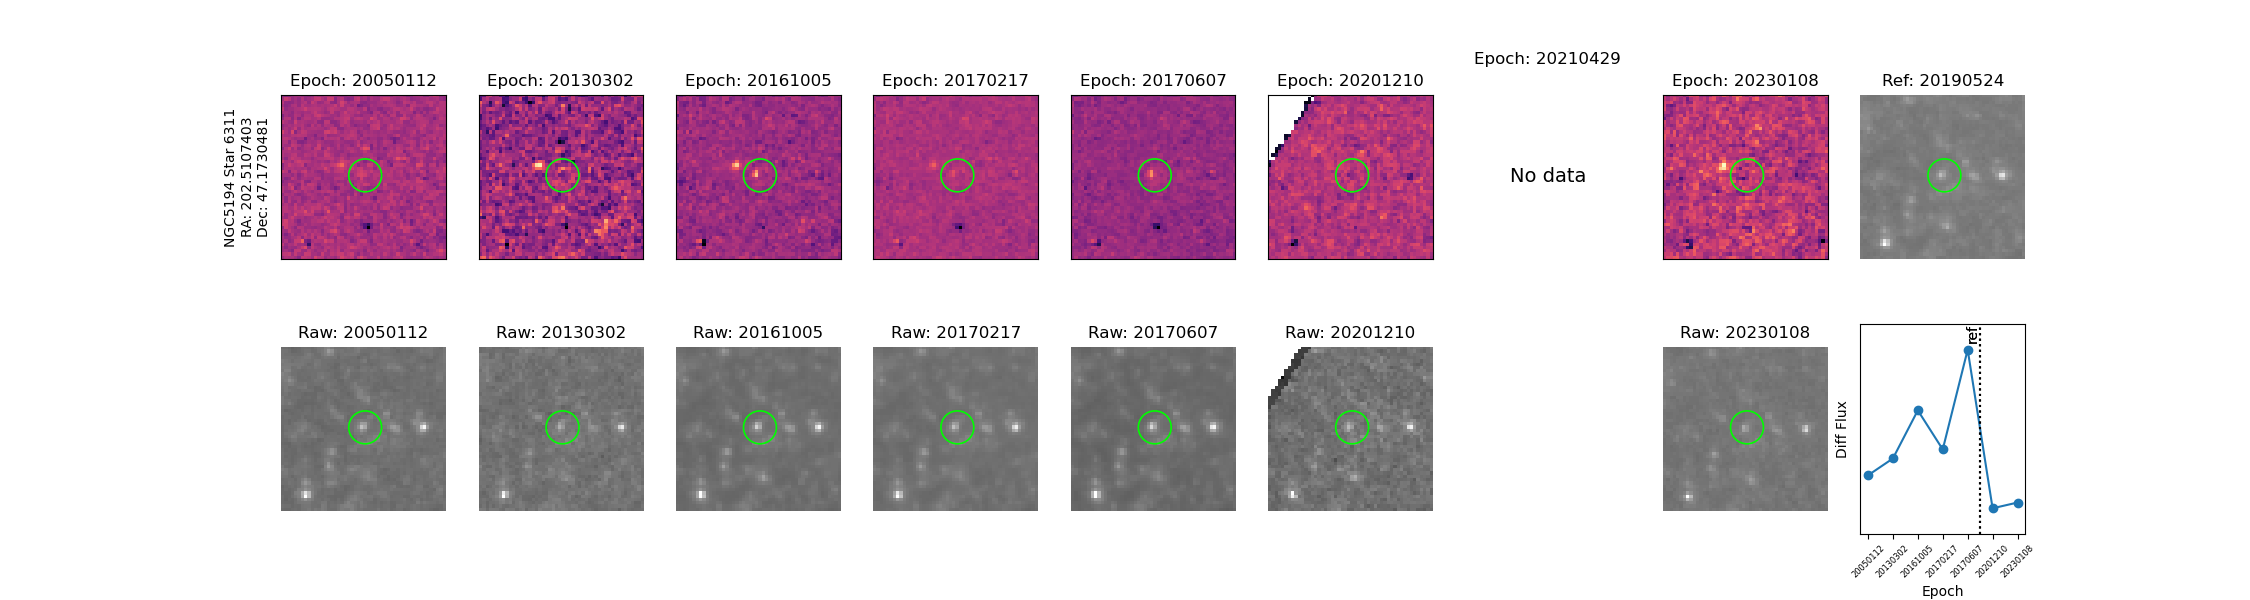 NGC5194 Star 6311
RA: 202.5107403
Dec: 47.1730481
Epoch: 20050112
Epoch: 20130302
Epoch: 20161005
Epoch: 20170217
Epoch: 20170607
Epoch: 20201210
Epoch: 20210429
No data
Epoch: 20230108
Ref: 20190524
Raw: 20050112
Raw: 20130302
Raw: 20161005
Raw: 20170217
Raw: 20170607
Raw: 20201210
Raw: 20230108
ref
Diff Flux
20050112
20130302
20161005
20170217
20170607
20201210
20230108
Epoch